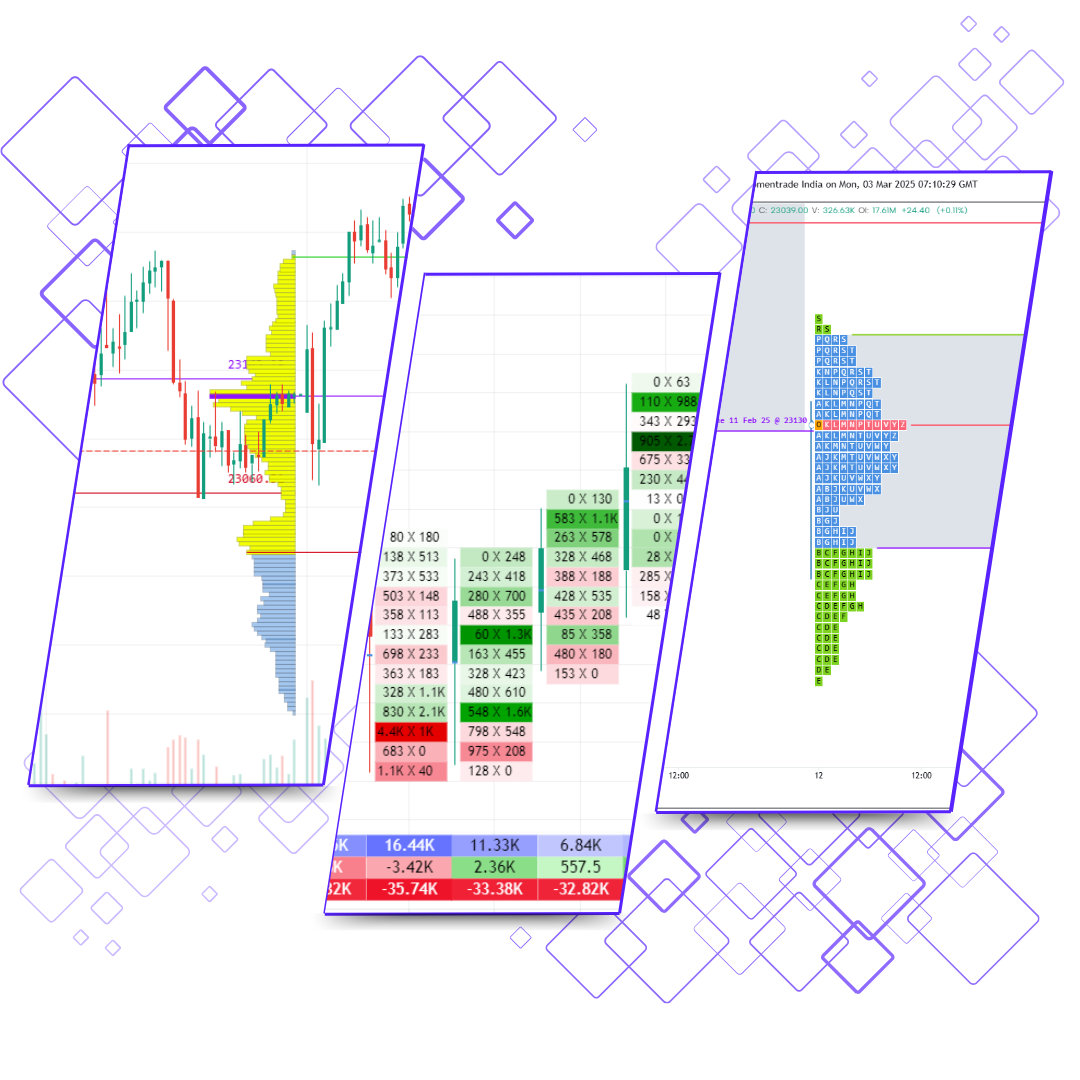 231
23060...
80 X 180
138 X 513
373 X 533
503 X 148
358 X 113
133 X 283
698 X 233
363 X 183
328 X 1.1K
830 X 2.1K
4.4K X 1K
683 X 0
1.1K X 40
0 X 248
243 X 418
280 X 700
488 X 355
60 X 1.3K
163 X 455
328 X 423
480 X 610
548 X 1.6K
798 X 548
975 X 208
128 X 0
0 X 130
583 X 1.1K
263 X 578
328 X 468
388 X 188
428 X 535
435 X 208
85 X 358
480 X 180
153 X 0
0 X 63
110 X 988
343 X 293
905 X 2.
675 X 33
230 X 4
13 X 0
0 X
0 X
28 X
285 X
158
48
K 16.44K 11.33K 6.84K
K -3.42K 2.36K 557.5
32K -35.74K -33.38K -32.82K
mentrade India on Mon, 03 Mar 2025 07:10:29 GMT
C: 23039.00 V: 326.63K OI: 17.61M +24.40 (+0.11%)
S
R S
P Q R S
P Q R S T
P Q R S T
K N P Q R S T
K L N P Q R S T
K L N P Q S T
A K L M N P Q T
A K L M N P Q T
e 11 Feb 25 @ 23130
O K L M N P T U V Y Z
A K L M N T U V Y Z
A K M N T U V W Y
A J K M T U V W X Y
A J K M T U V W X Y
A J K U V W X Y
A B J K U V W X
A B J U W X
B J U
B G J
B G H I J
B G H I J
B C F G H I J
B C F G H I J
B C F G H I J
C E F G H
C E F G H
C D E F G H
C D E F
C D E
C D E
C D E
C D E
D E
E
12:00 12 12:00